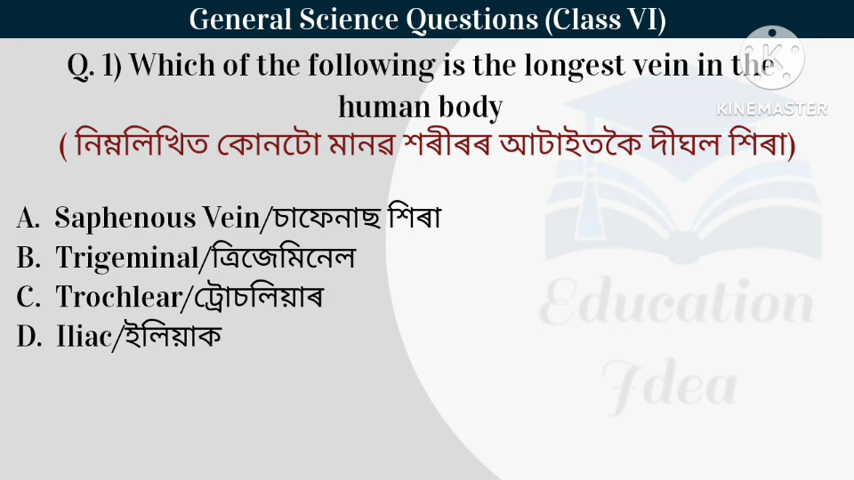 General Science Questions (Class VI)
Q. 1) Which of the following is the longest vein in the
human body
( নিম্নলিখিত কোনটো মানৱ শৰীৰৰ আটাইতকৈ দীঘল শিৰা)
A. Saphenous Vein/চাফেনাছ শিৰা
B. Trigeminal/ত্ৰিজেমিনেল
C. Trochlear/ট্ৰোচলিয়াৰ
D. Iliac/ইলিয়াক
K
KINEMASTER
Education
Idea